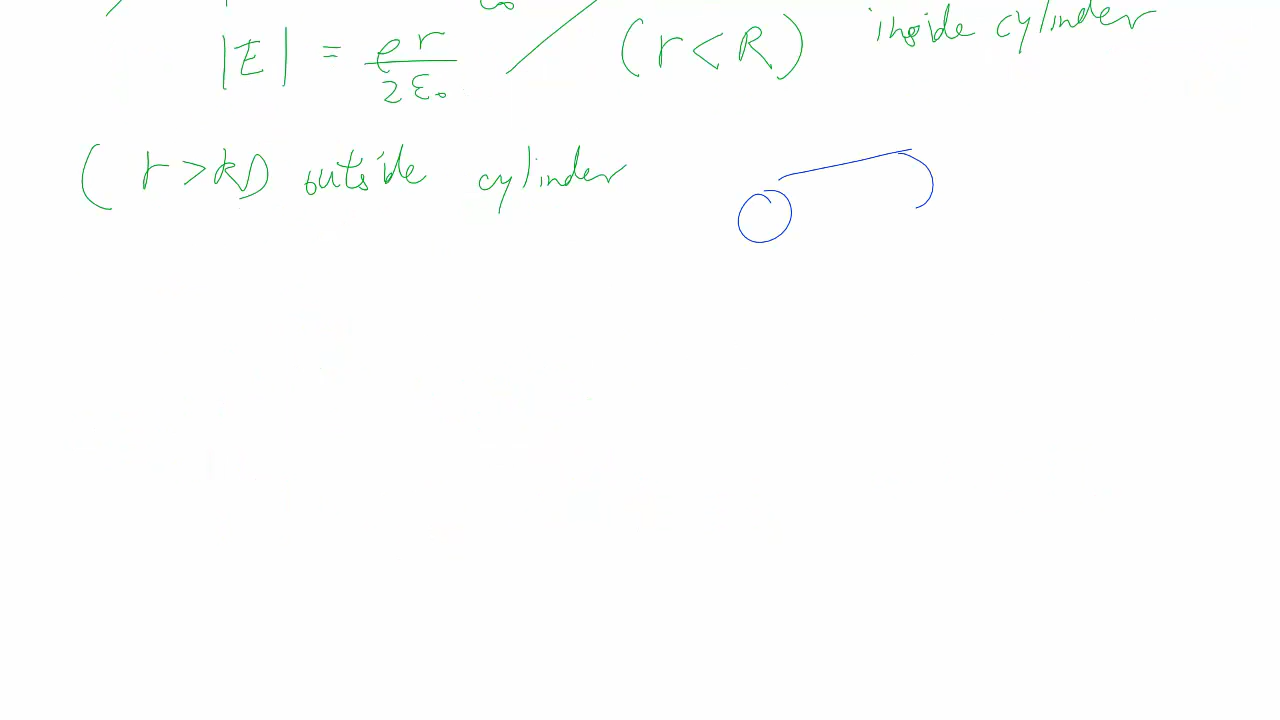 |E| = ρr / 2ε₀ (r < R) inside cylinder
(r > R) outside cylinder